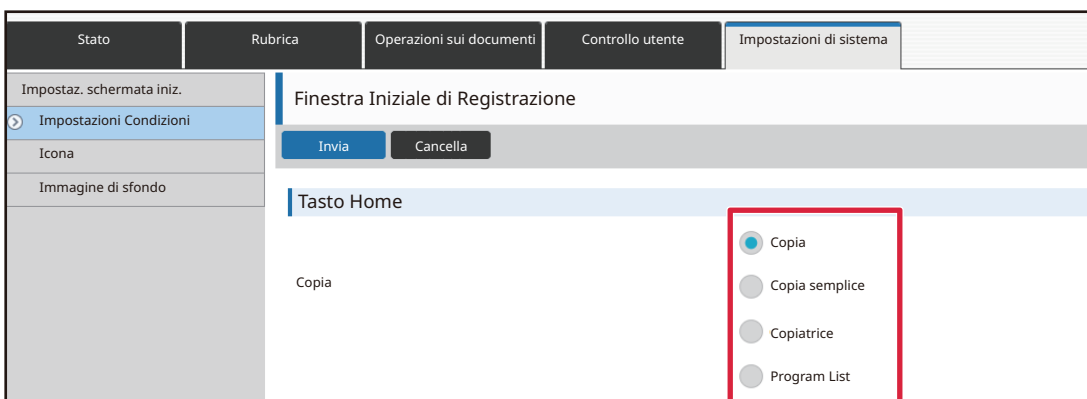 Stato
Rubrica
Operazioni sui documenti
Controllo utente
Impostazioni di sistema
Impostaz. schermata iniz.
Impostazioni Condizioni
Icona
Immagine di sfondo
Finestra Iniziale di Registrazione
Invia
Cancella
Tasto Home
Copia
Copia
Copia semplice
Copiatrice
Program List